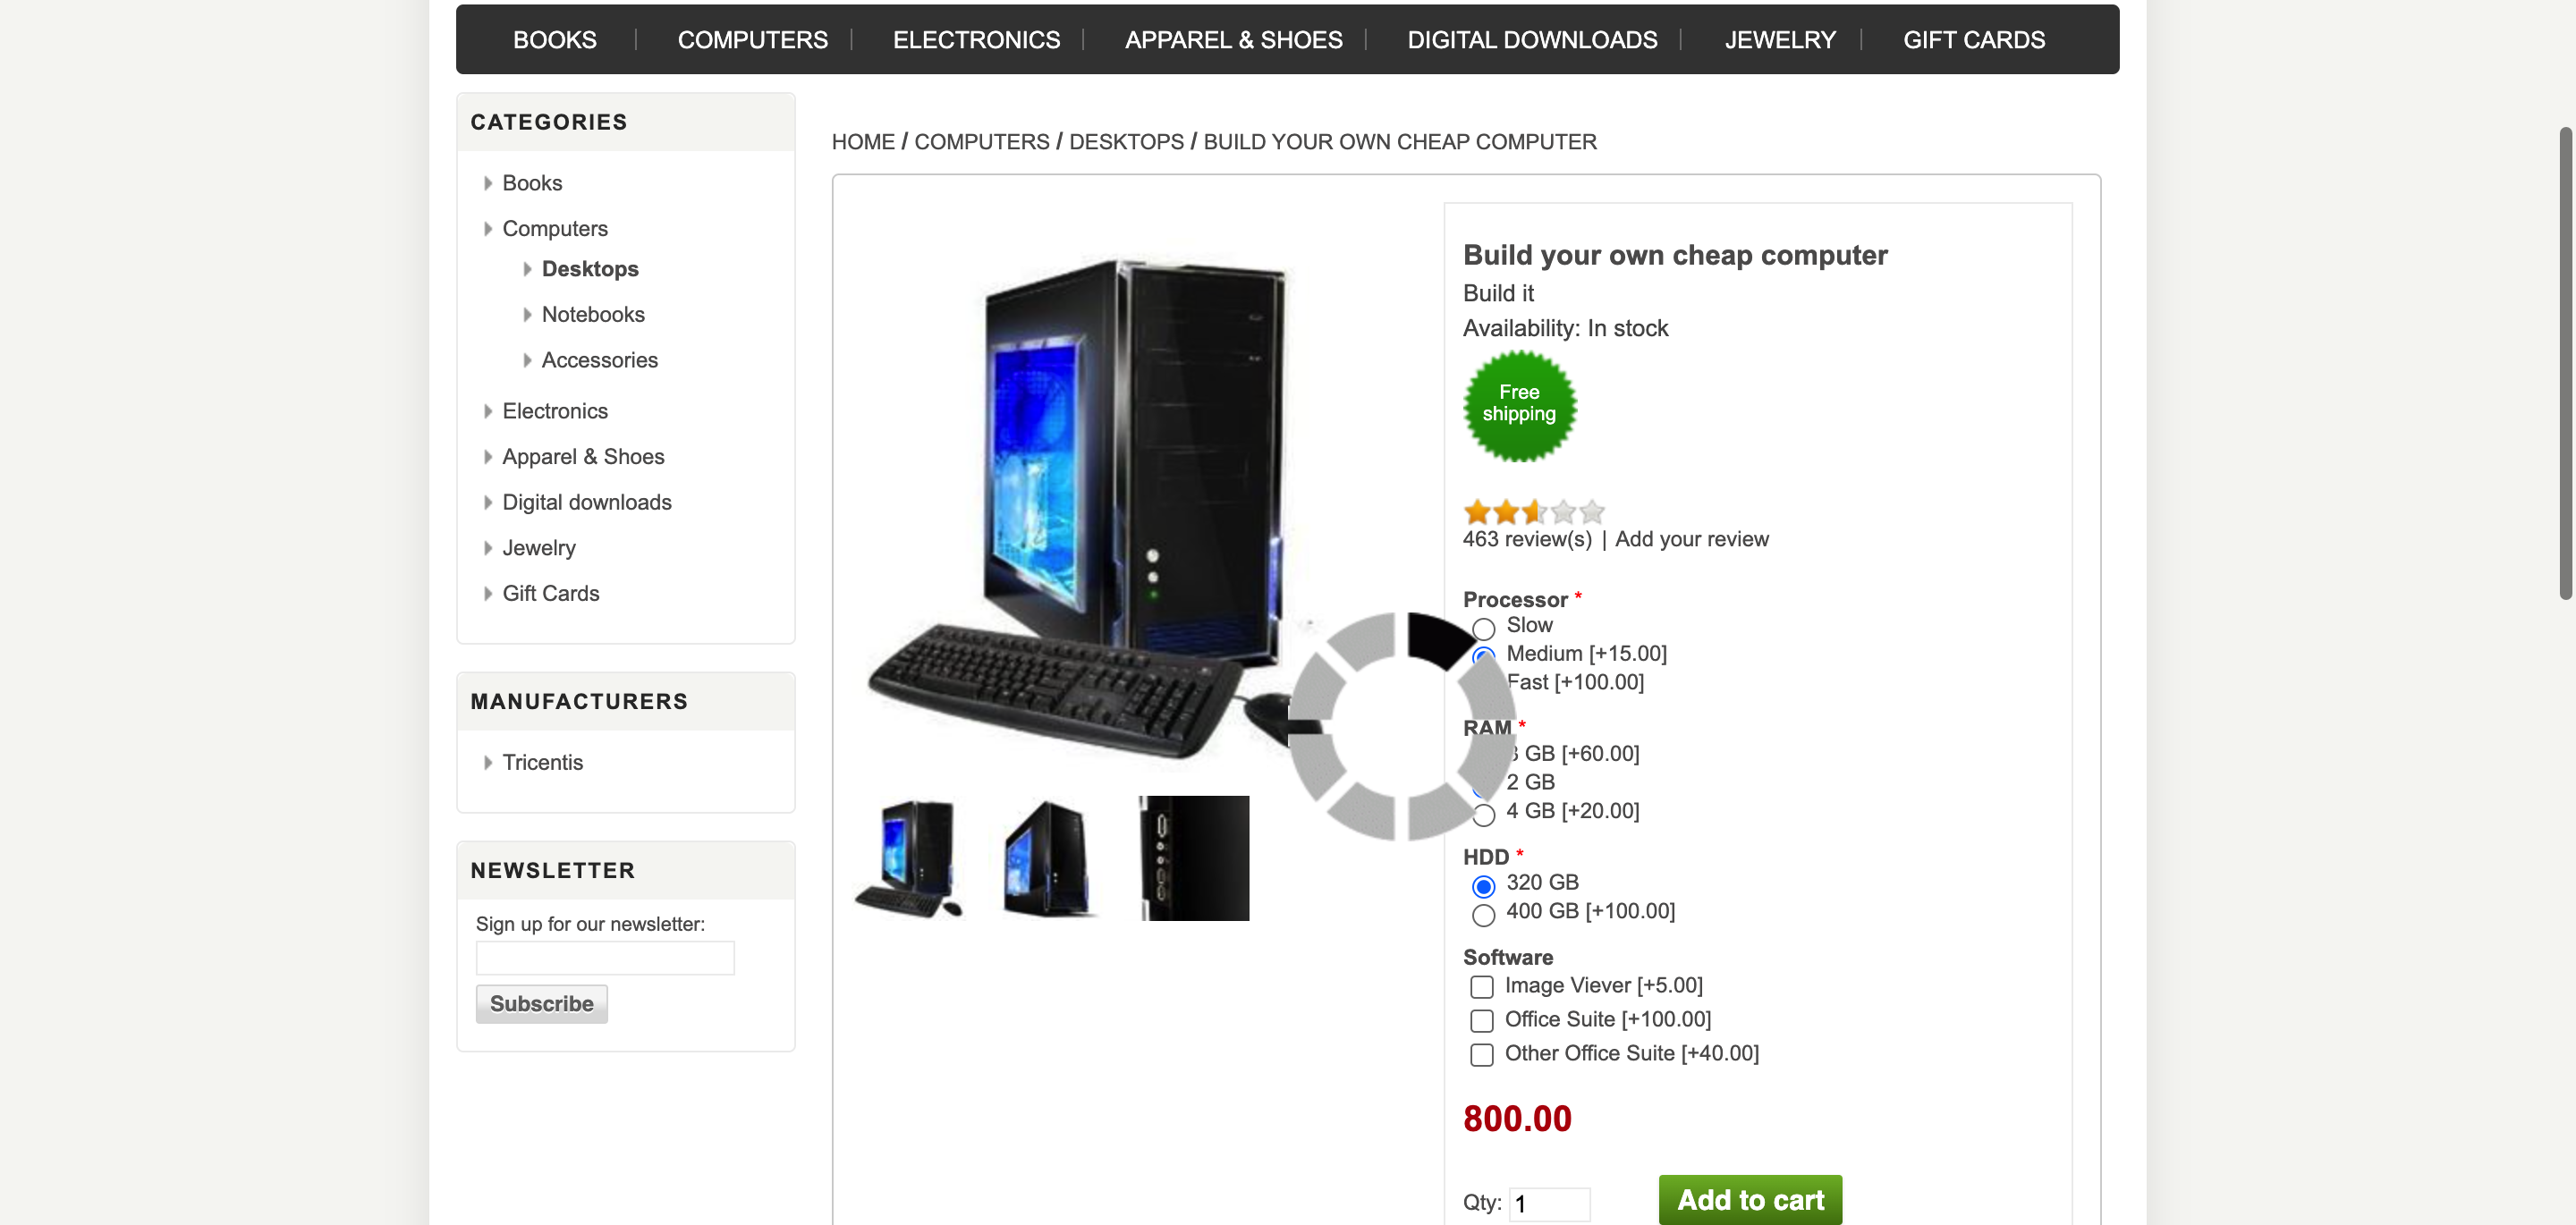 BOOKS COMPUTERS ELECTRONICS APPAREL & SHOES DIGITAL DOWNLOADS JEWELRY GIFT CARDS
CATEGORIES
Books
Computers
Desktops
Notebooks
Accessories
Electronics
Apparel & Shoes
Digital downloads
Jewelry
Gift Cards
MANUFACTURERS
Tricentis
NEWSLETTER
Sign up for our newsletter:
Subscribe
HOME / COMPUTERS / DESKTOPS / BUILD YOUR OWN CHEAP COMPUTER
Build your own cheap computer
Build it
Availability: In stock
Free
shipping
463 review(s) | Add your review
Processor *
Slow
Medium [+15.00]
Fast [+100.00]
RAM *
GB [+60.00]
2 GB
4 GB [+20.00]
HDD *
320 GB
400 GB [+100.00]
Software
Image Viever [+5.00]
Office Suite [+100.00]
Other Office Suite [+40.00]
800.00
Qty: 1
Add to cart